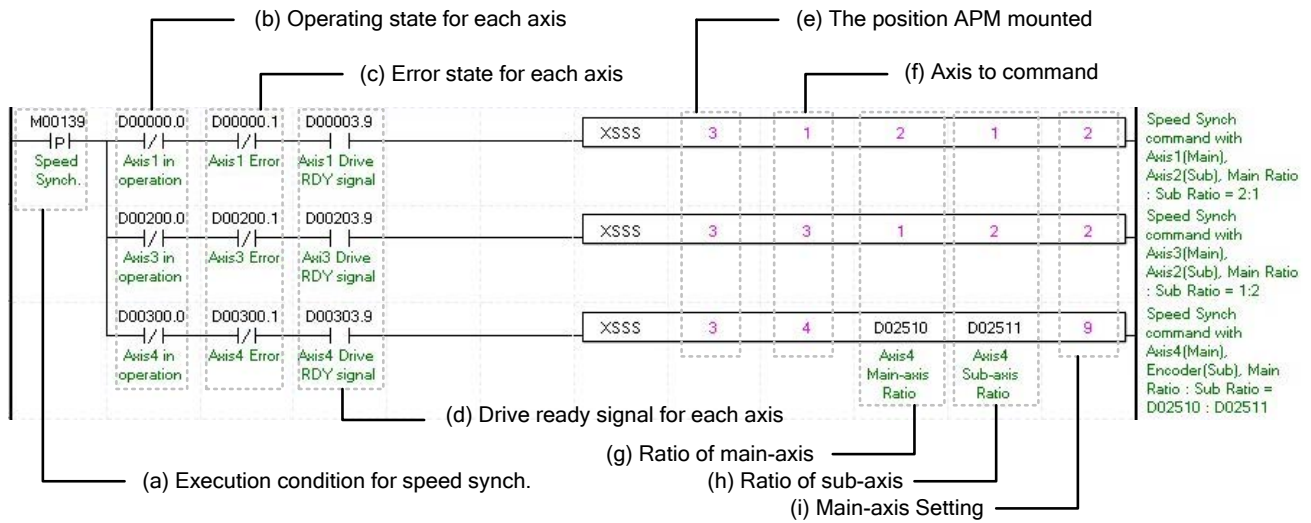 (b) Operating state for each axis
(e) The position APM mounted
(c) Error state for each axis
(f) Axis to command
M00139
P
Speed
Synch.
D00000.0
Axis1 in
operation
D00000.1
Axis1 Error
D00003.9
Axis1 Drive
RDY signal
XSSS 3 1 2 1 2
Speed Synch
command with
Axis1(Main),
Axis2(Sub), Main Ratio
: Sub Ratio = 2:1
D00200.0
Axis3 in
operation
D00200.1
Axis3 Error
D00203.9
Axi3 Drive
RDY signal
XSSS 3 3 1 2 2
Speed Synch
command with
Axis3(Main),
Axis2(Sub), Main Ratio
: Sub Ratio = 1:2
D00300.0
Axis4 in
operation
D00300.1
Axis4 Error
D00303.9
Axis4 Drive
RDY signal
XSSS 3 4 D02510 D02511 9
Axis4
Main-axis
Ratio
Axis4
Sub-axis
Ratio
Speed Synch
command with
Axis4(Main),
Encoder(Sub), Main
Ratio : Sub Ratio =
D02510 : D02511
(d) Drive ready signal for each axis
(g) Ratio of main-axis
(a) Execution condition for speed synch.
(h) Ratio of sub-axis
(i) Main-axis Setting